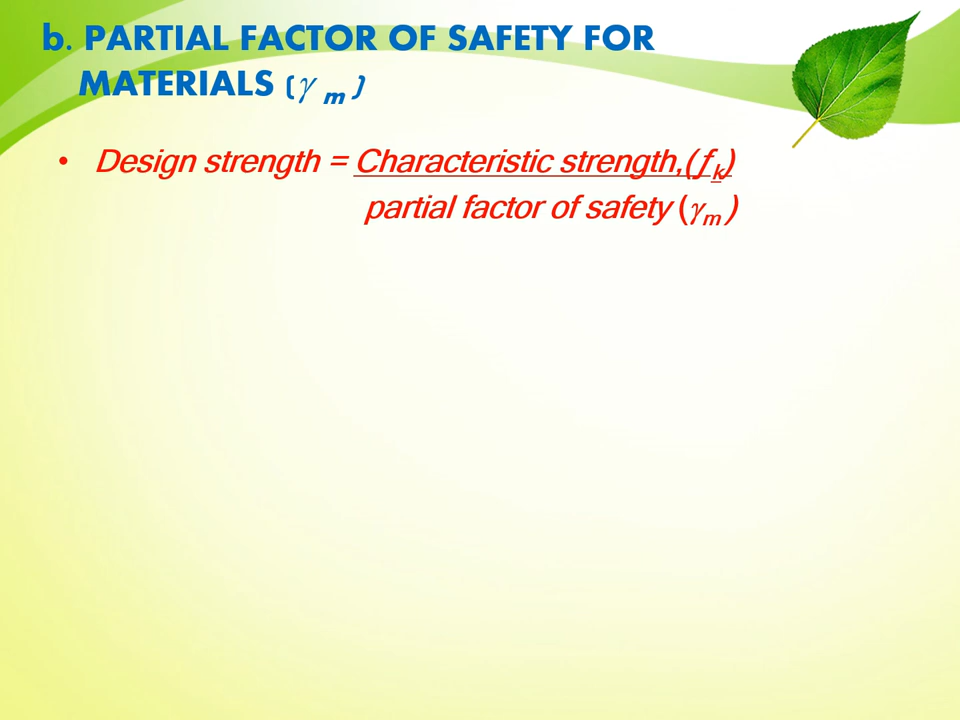 b. PARTIAL FACTOR OF SAFETY FOR
MATERIALS (γ m )
• Design strength = Characteristic strength,(fk)
partial factor of safety (γm )